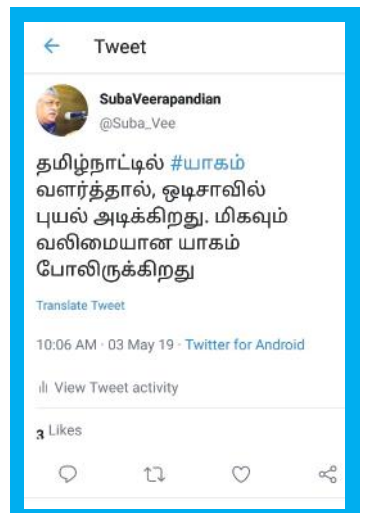 Tweet
SubaVeerapandian
@Suba_Vee
தமிழ்நாட்டில் #யாகம்
வளர்த்தால், ஒடிசாவில்
புயல் அடிக்கிறது. மிகவும்
வலிமையான யாகம்
போலிருக்கிறது
Translate Tweet
10:06 AM · 03 May 19 · Twitter for Android
View Tweet activity
3 Likes